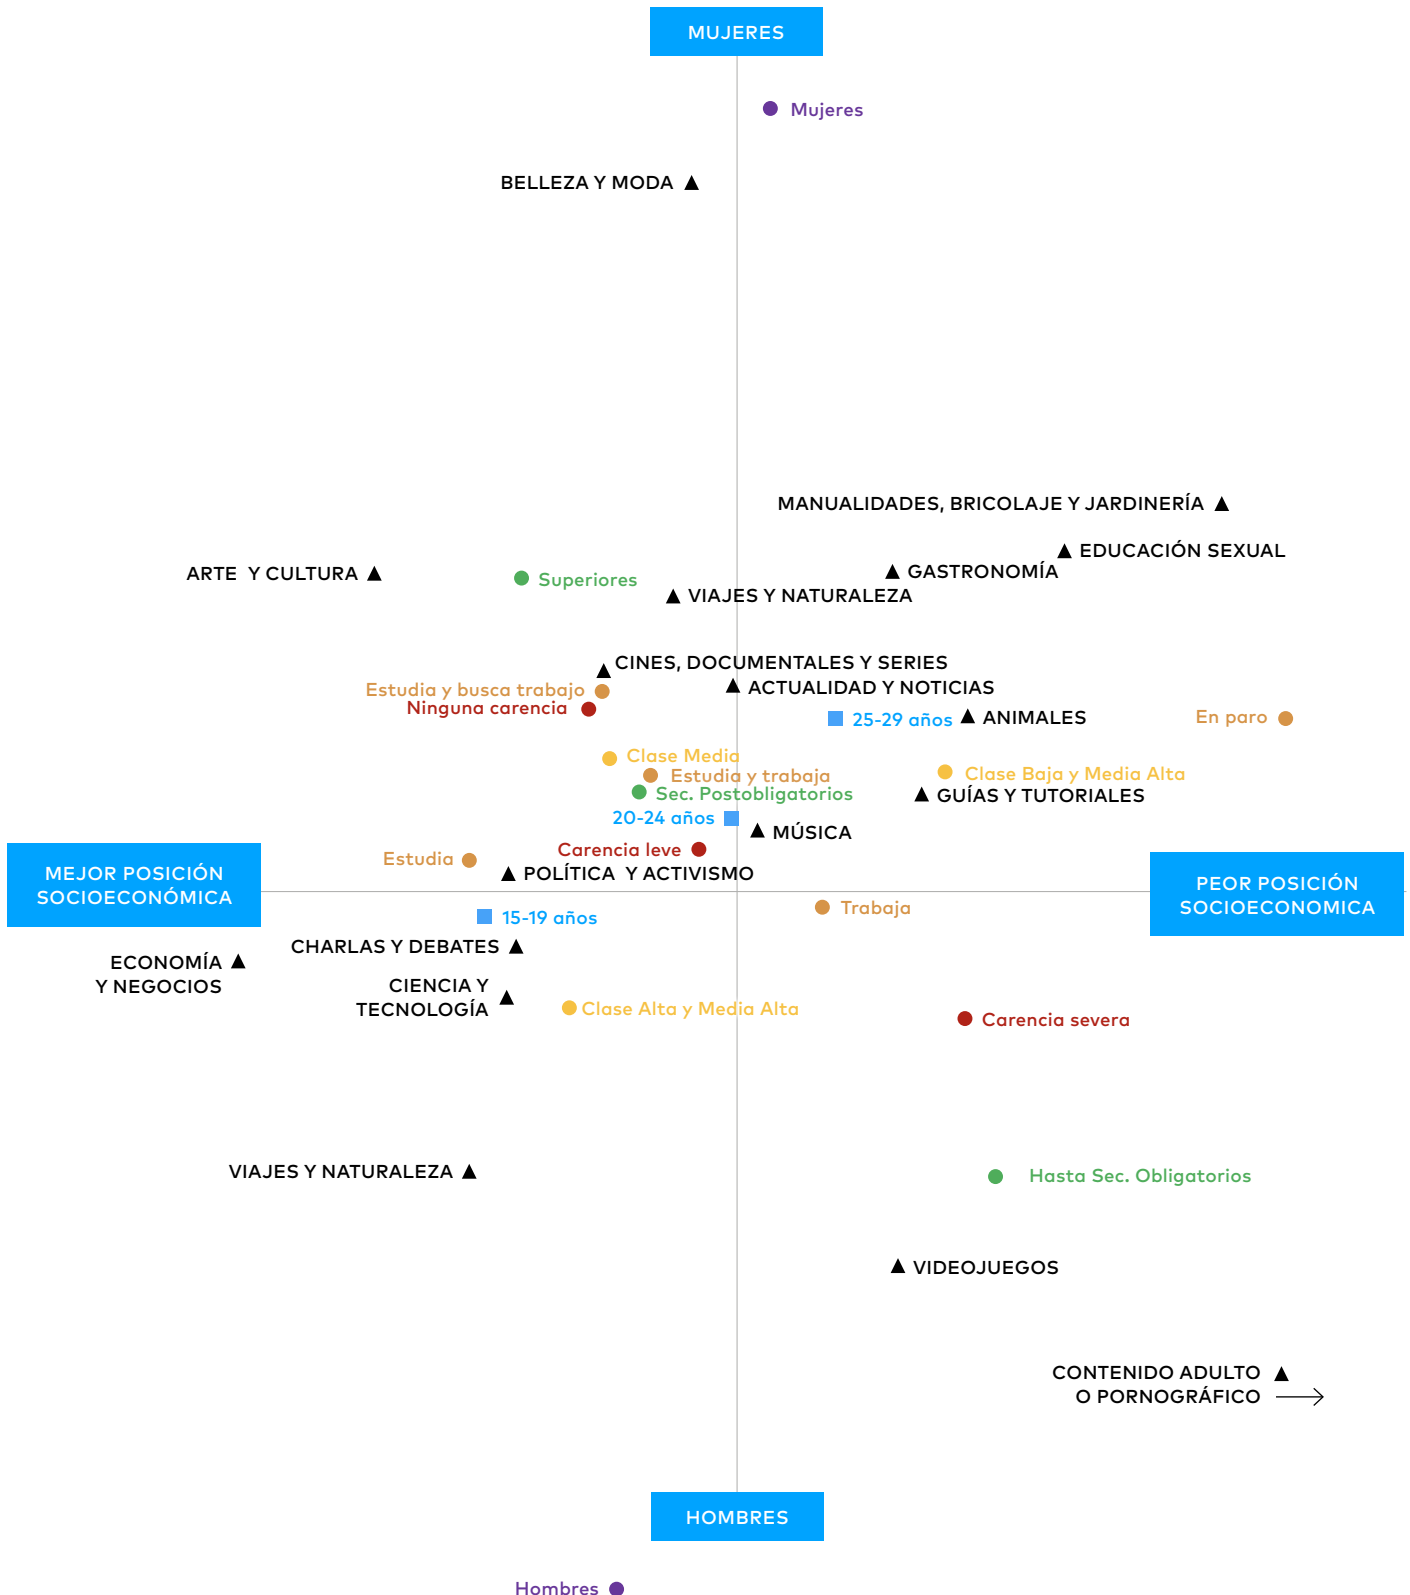 MUJERES
Mujeres
BELLEZA Y MODA
MANUALIDADES, BRICOLAJE Y JARDINERÍA
EDUCACIÓN SEXUAL
ARTE Y CULTURA
Superiores
GASTRONOMÍA
VIAJES Y NATURALEZA
CINES, DOCUMENTALES Y SERIES
Estudia y busca trabajo
ACTUALIDAD Y NOTICIAS
Ninguna carencia
25-29 años
ANIMALES
En paro
Clase Media
Estudia y trabaja
Clase Baja y Media Alta
Sec. Postobligatorios
GUÍAS Y TUTORIALES
20-24 años
MÚSICA
Carencia leve
Estudia
POLÍTICA Y ACTIVISMO
MEJOR POSICIÓN
SOCIOECONÓMICA
PEOR POSICIÓN
SOCIOECONOMICA
15-19 años
Trabaja
CHARLAS Y DEBATES
ECONOMÍA
Y NEGOCIOS
CIENCIA Y
TECNOLOGÍA
Clase Alta y Media Alta
Carencia severa
VIAJES Y NATURALEZA
Hasta Sec. Obligatorios
VIDEOJUEGOS
CONTENIDO ADULTO
O PORNOGRÁFICO
HOMBRES
Hombres